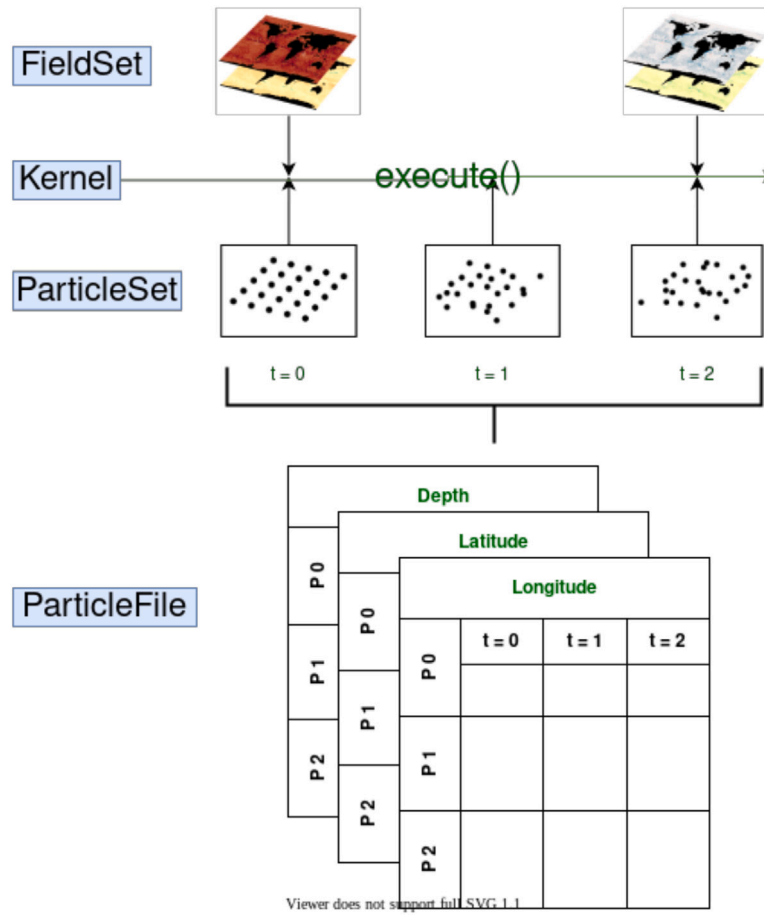 FieldSet
Kernel
execute()
ParticleSet
t = 0
t = 1
t = 2
ParticleFile
Depth
P 0
P 1
P 2
Latitude
P 0
P 1
P 2
Longitude
t = 0
t = 1
t = 2
P 0
P 1
P 2
Viewer does not support full SVG 1.1